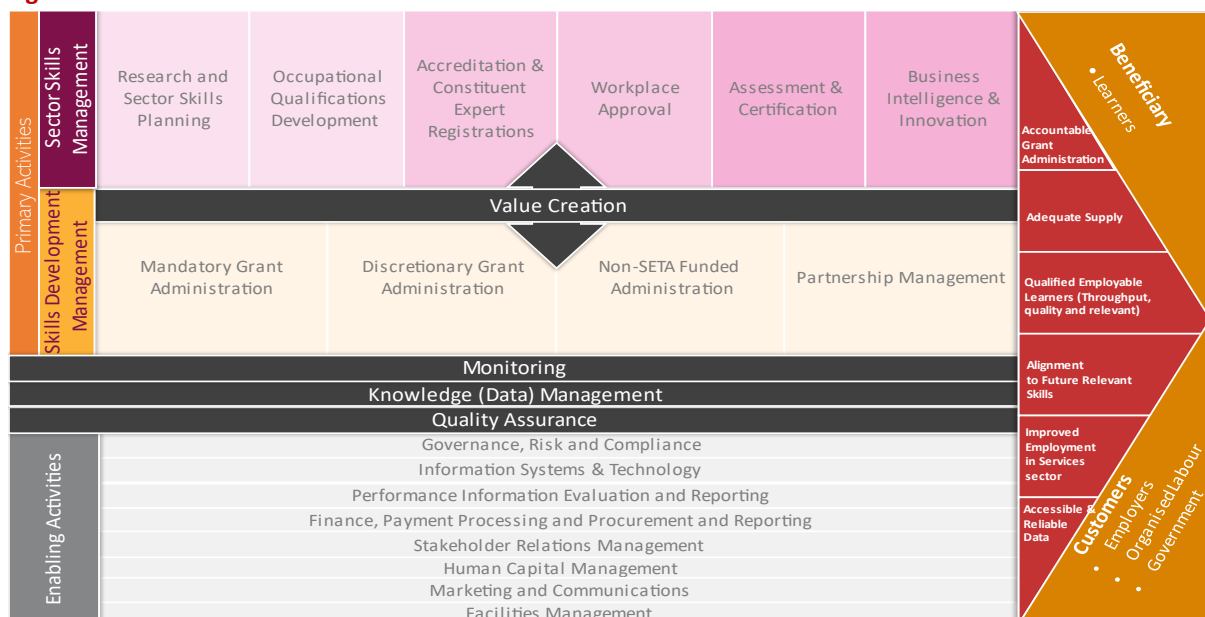 Primary Activities
Sector Skills
Management
Research and
Sector Skills
Planning
Occupational
Qualifications
Development
Accreditation &
Constituent
Expert
Registrations
Workplace
Approval
Assessment &
Certification
Business
Intelligence &
Innovation
Value Creation
Skills Development
Management
Mandatory Grant
Administration
Discretionary Grant
Administration
Non-SETA Funded
Administration
Partnership Management
Monitoring
Knowledge (Data) Management
Quality Assurance
Enabling Activities
Governance, Risk and Compliance
Information Systems & Technology
Performance Information Evaluation and Reporting
Finance, Payment Processing and Procurement and Reporting
Stakeholder Relations Management
Human Capital Management
Marketing and Communications
Facilities Management
Accountable
Grant
Administration
Adequate Supply
Qualified Employable
Learners (Throughput,
quality and relevant)
Alignment
to Future Relevant
Skills
Improved
Employment
in Services
sector
Accessible &
Reliable
Data
Beneficiary
• Learners
Customers
• Employers
• Organised Labour
• Government